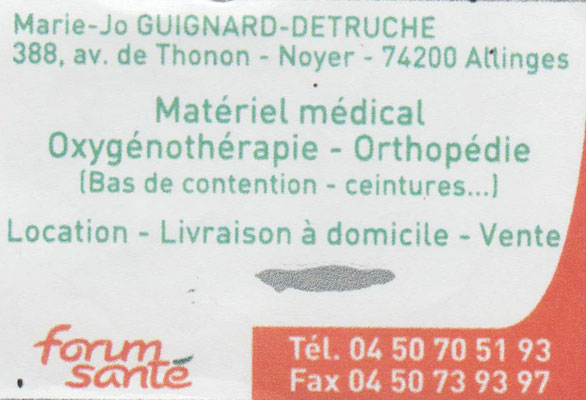 Marie-Jo GUIGNARD-DETRUCHE
388, av. de Thonon - Noyer - 74200 Allinges
Matériel médical
Oxygénothérapie - Orthopédie
(Bas de contention - ceintures...)
Location - Livraison à domicile - Vente
forum
santé
Tél. 04 50 70 51 93
Fax 04 50 73 93 97